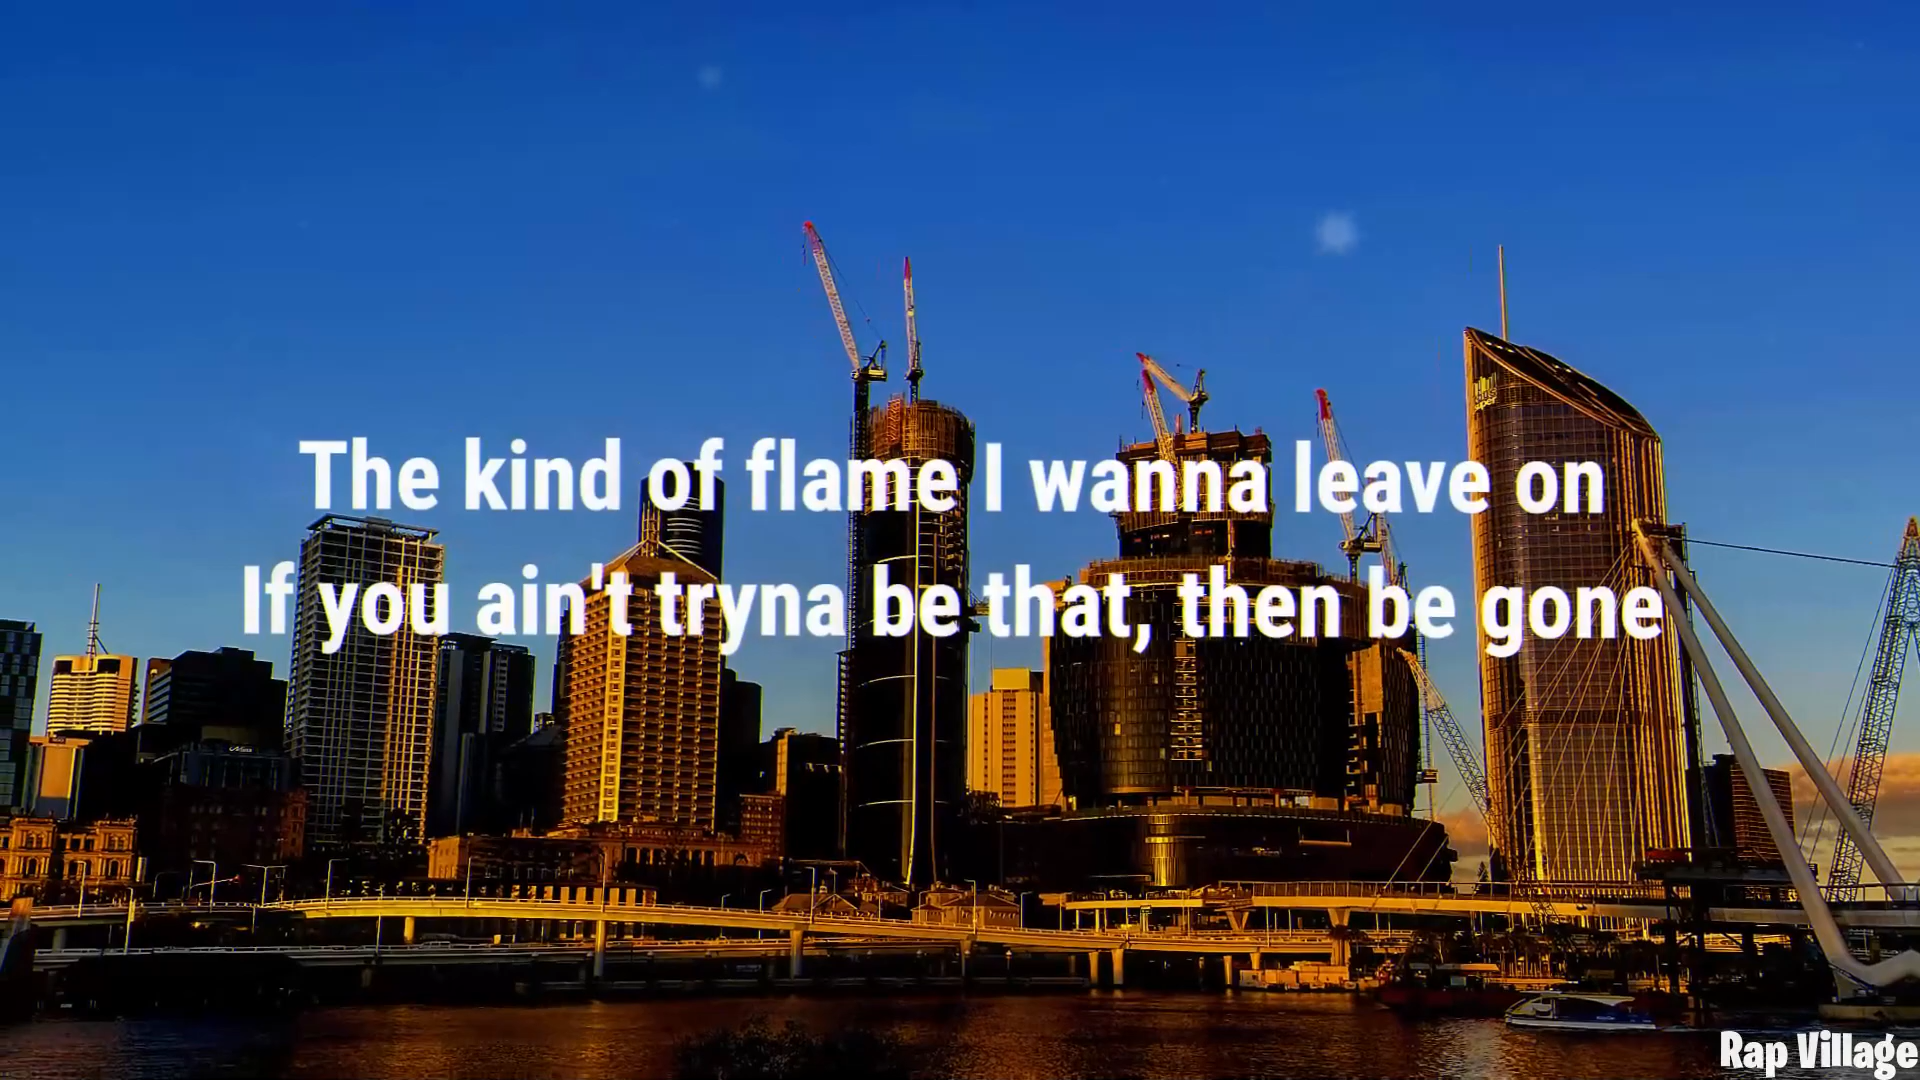 The kind of flame I wanna leave on
If you ain't tryna be that, then be gone
Rap Village